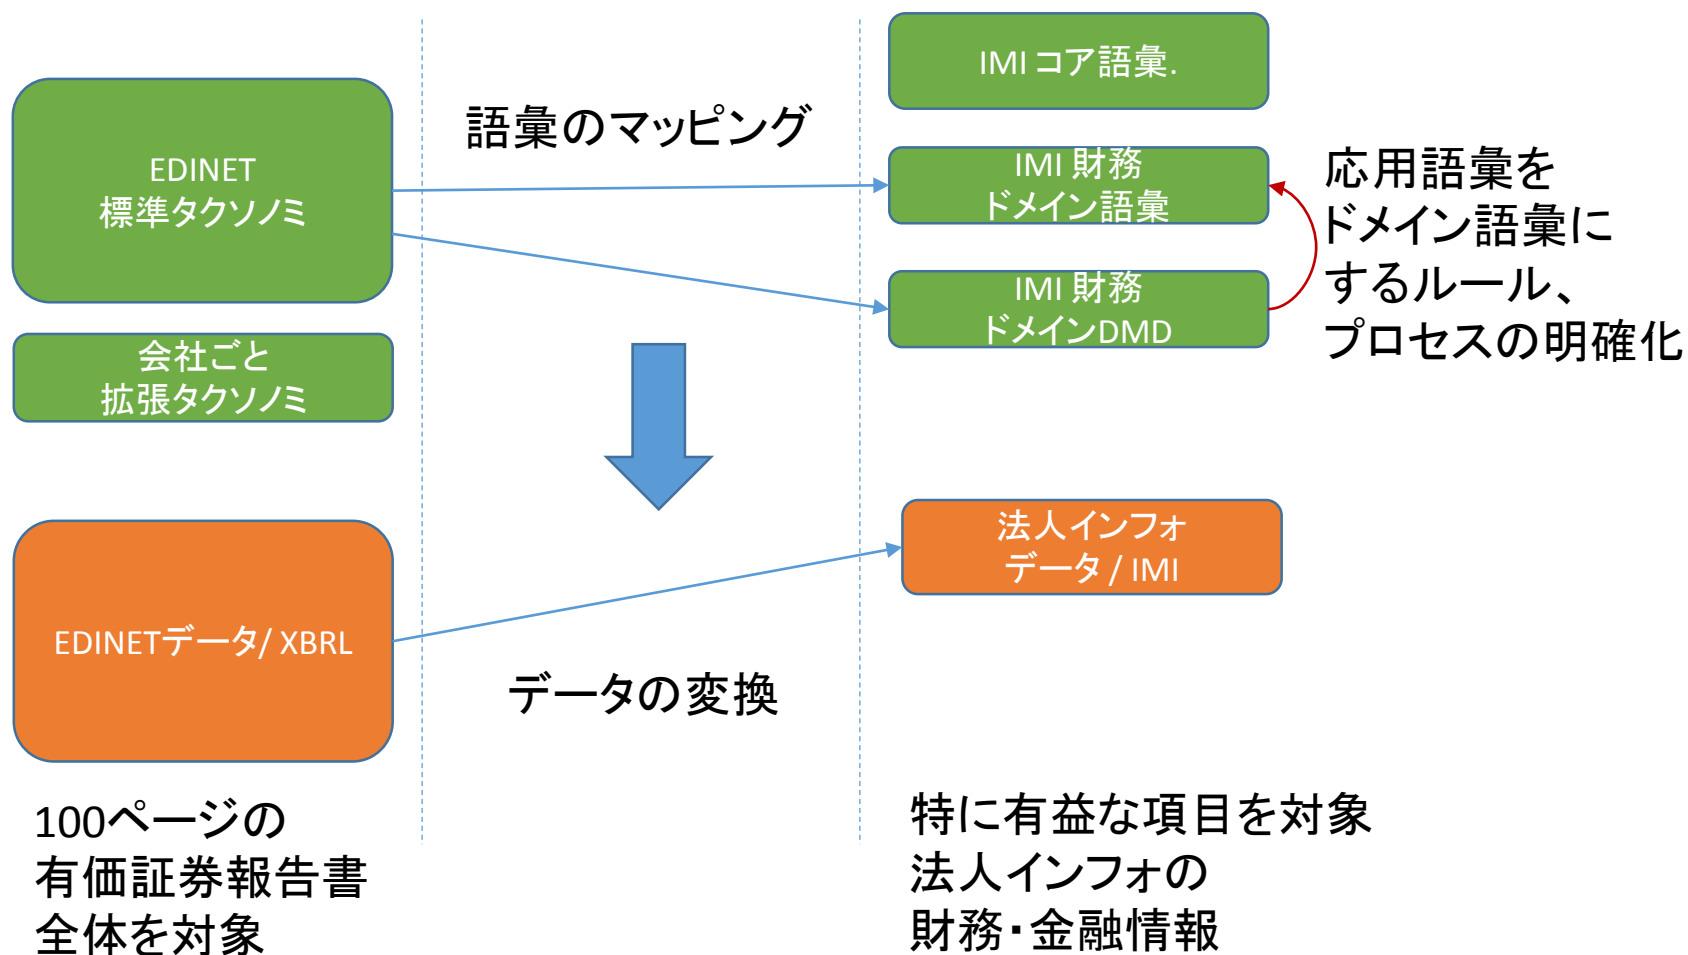 EDINET
標準タクソノミ
会社ごと
拡張タクソノミ
EDINETデータ/ XBRL
100ページの
有価証券報告書
全体を対象
語彙のマッピング
データの変換
IMI コア語彙.
IMI 財務
ドメイン語彙
IMI 財務
ドメインDMD
法人インフォ
データ / IMI
特に有益な項目を対象
法人インフォの
財務・金融情報
応用語彙を
ドメイン語彙に
するルール、
プロセスの明確化